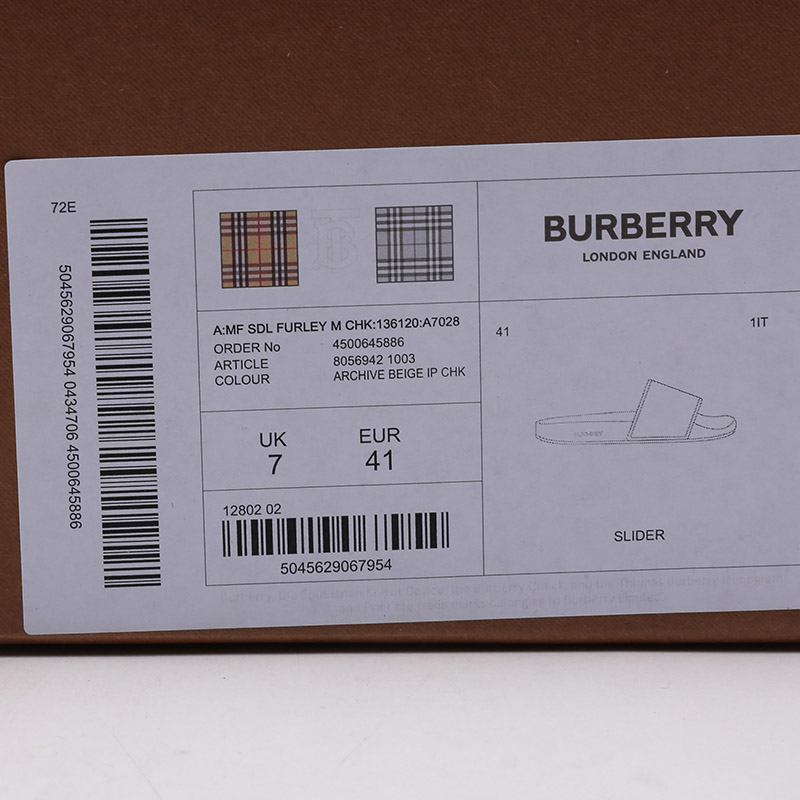 72E
5045629067954 0434706 4500645886
BURBERRY
LONDON ENGLAND
A:MF SDL FURLEY M CHK:136120:A7028
ORDER No 4500645886
ARTICLE 8056942 1003
COLOUR ARCHIVE BEIGE IP CHK
41 1IT
UK EUR
7 41
BURBERRY
SLIDER
12802 02
5045629067954